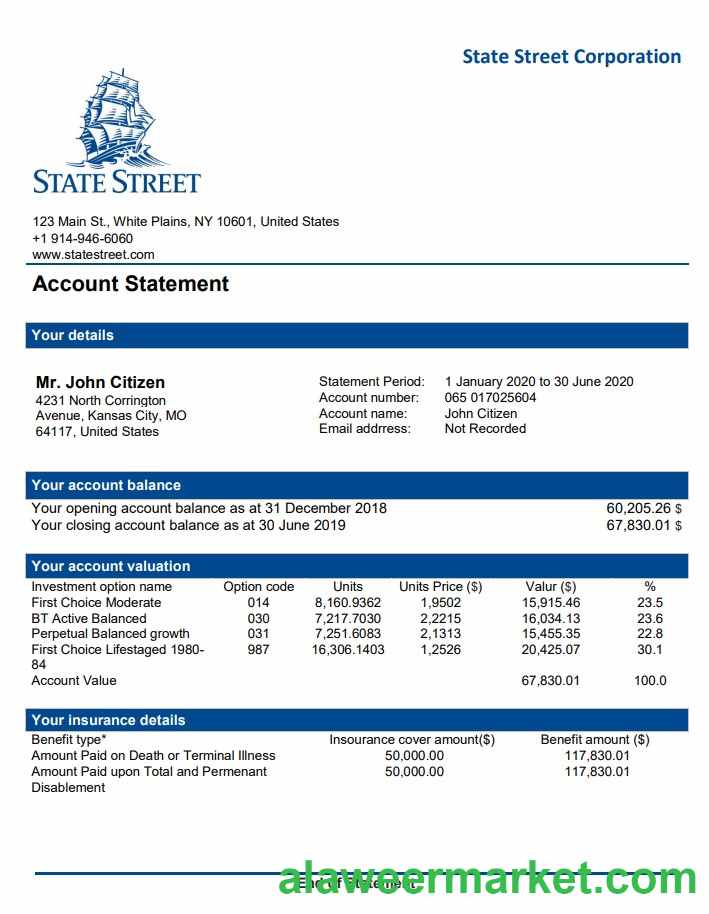 State Street Corporation
STATE STREET
123 Main St., White Plains, NY 10601, United States
+1 914-946-6060
www.statestreet.com
Account Statement
Your details
Mr. John Citizen
4231 North Corrington
Avenue, Kansas City, MO
64117, United States
Statement Period: 1 January 2020 to 30 June 2020
Account number: 065 017025604
Account name: John Citizen
Email adrress: Not Recorded
Your account balance
Your opening account balance as at 31 December 2018 60,205.26 $
Your closing account balance as at 30 June 2019 67,830.01 $
Your account valuation
Investment option name Option code Units Units Price ($) Valur ($) %
First Choice Moderate 014 8,160.9362 1,9502 15,915.46 23.5
BT Active Balanced 030 7,217.7030 2,2215 16,034.13 23.6
Perpetual Balanced growth 031 7,251.6083 2,1313 15,455.35 22.8
First Choice Lifestaged 1980- 987 16,306.1403 1,2526 20,425.07 30.1
84
Account Value 67,830.01 100.0
Your insurance details
Benefit type* Insourance cover amount($) Benefit amount ($)
Amount Paid on Death or Terminal Illness 50,000.00 117,830.01
Amount Paid upon Total and Permenant 50,000.00 117,830.01
Disablement
End of Statement
alaweermarket.com